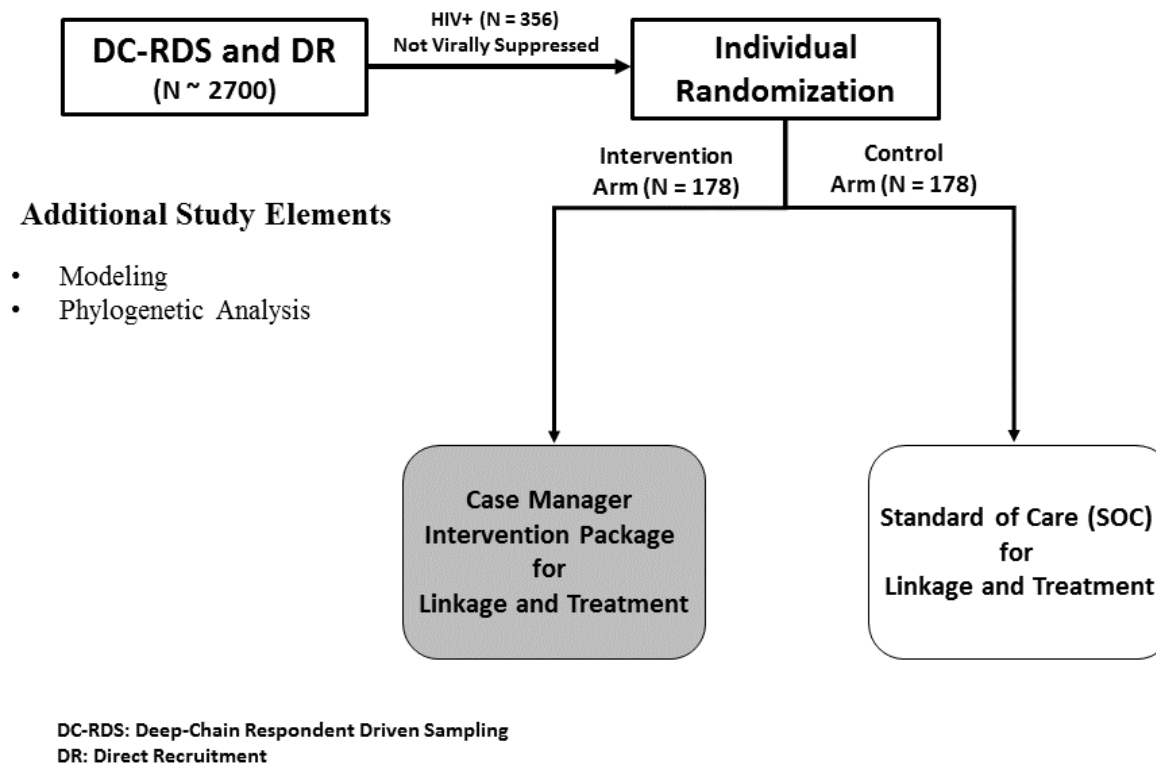 DC-RDS and DR
(N ~ 2700)
HIV+ (N = 356)
Not Virally Suppressed
Individual
Randomization
Intervention
Arm (N = 178)
Control
Arm (N = 178)
Additional Study Elements
• Modeling
• Phylogenetic Analysis
Case Manager
Intervention Package
for
Linkage and Treatment
Standard of Care (SOC)
for
Linkage and Treatment
DC-RDS: Deep-Chain Respondent Driven Sampling
DR: Direct Recruitment